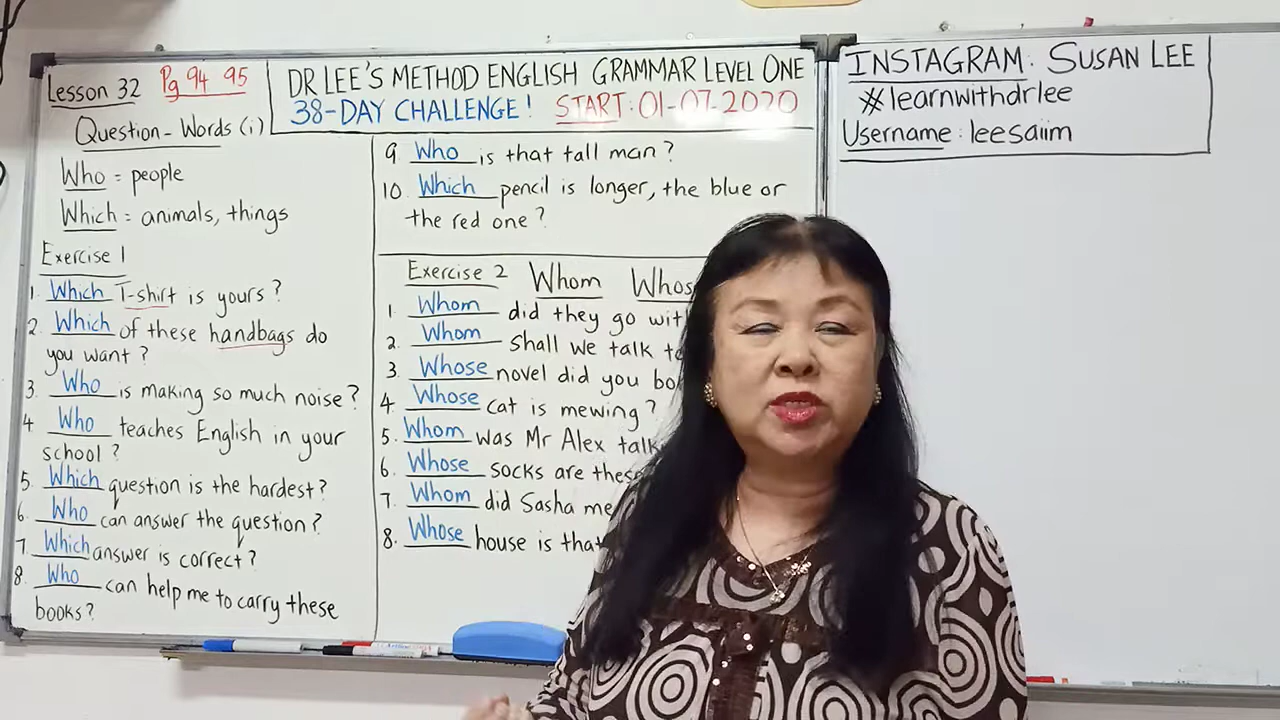 Lesson 32 Pg 94 95
Question-Words (i)
DR LEE'S METHOD ENGLISH GRAMMAR LEVEL ONE
38-DAY CHALLENGE! START: 01-07-2020
INSTAGRAM: SUSAN LEE
#learnwithdrlee
Username: leesaiim
Who = people
Which = animals, things
Exercise 1
1. Which T-shirt is yours?
2. Which of these handbags do
you want?
3. Who is making so much noise?
4 Who teaches English in your
school?
5. Which question is the hardest?
6. Who can answer the question?
7. Which answer is correct?
8. Who can help me to carry these
books?
9. Who is that tall man?
10. Which pencil is longer, the blue or
the red one?
Exercise 2 Whom Whos
1. Whom did they go wit
2. Whom shall we talk t
3. Whose novel did you bo
4. Whose cat is mewing?
5. Whom was Mr Alex talk
6. Whose socks are these
7. Whom did Sasha me
8. Whose house is that